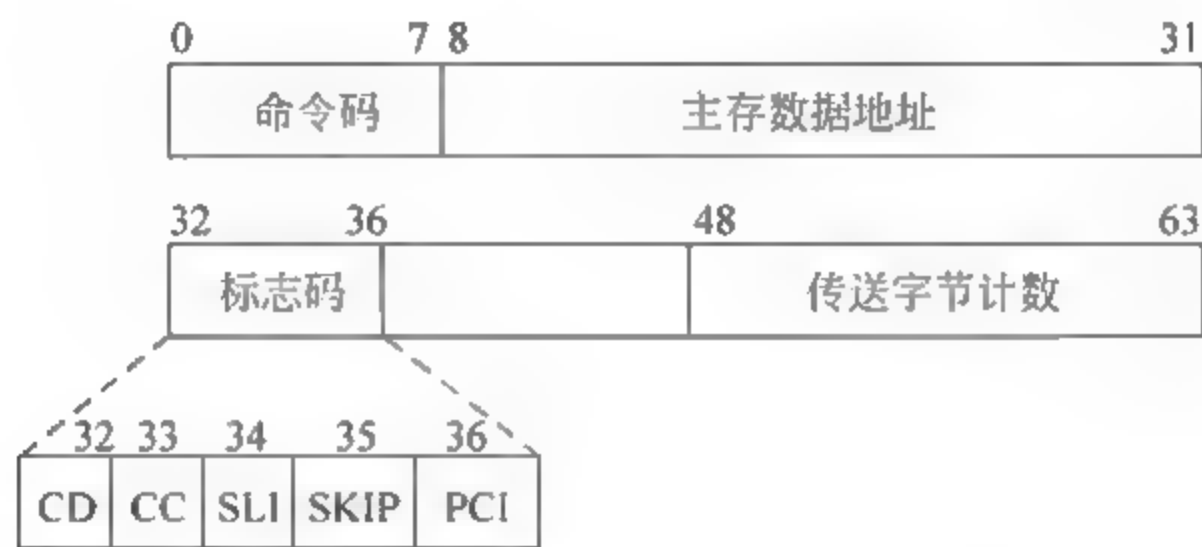 0 7 8 31
命令码 主存数据地址
32 36 48 63
标志码 传送字节计数
32 33 34 35 36
CD CC SLI SKIP PCI